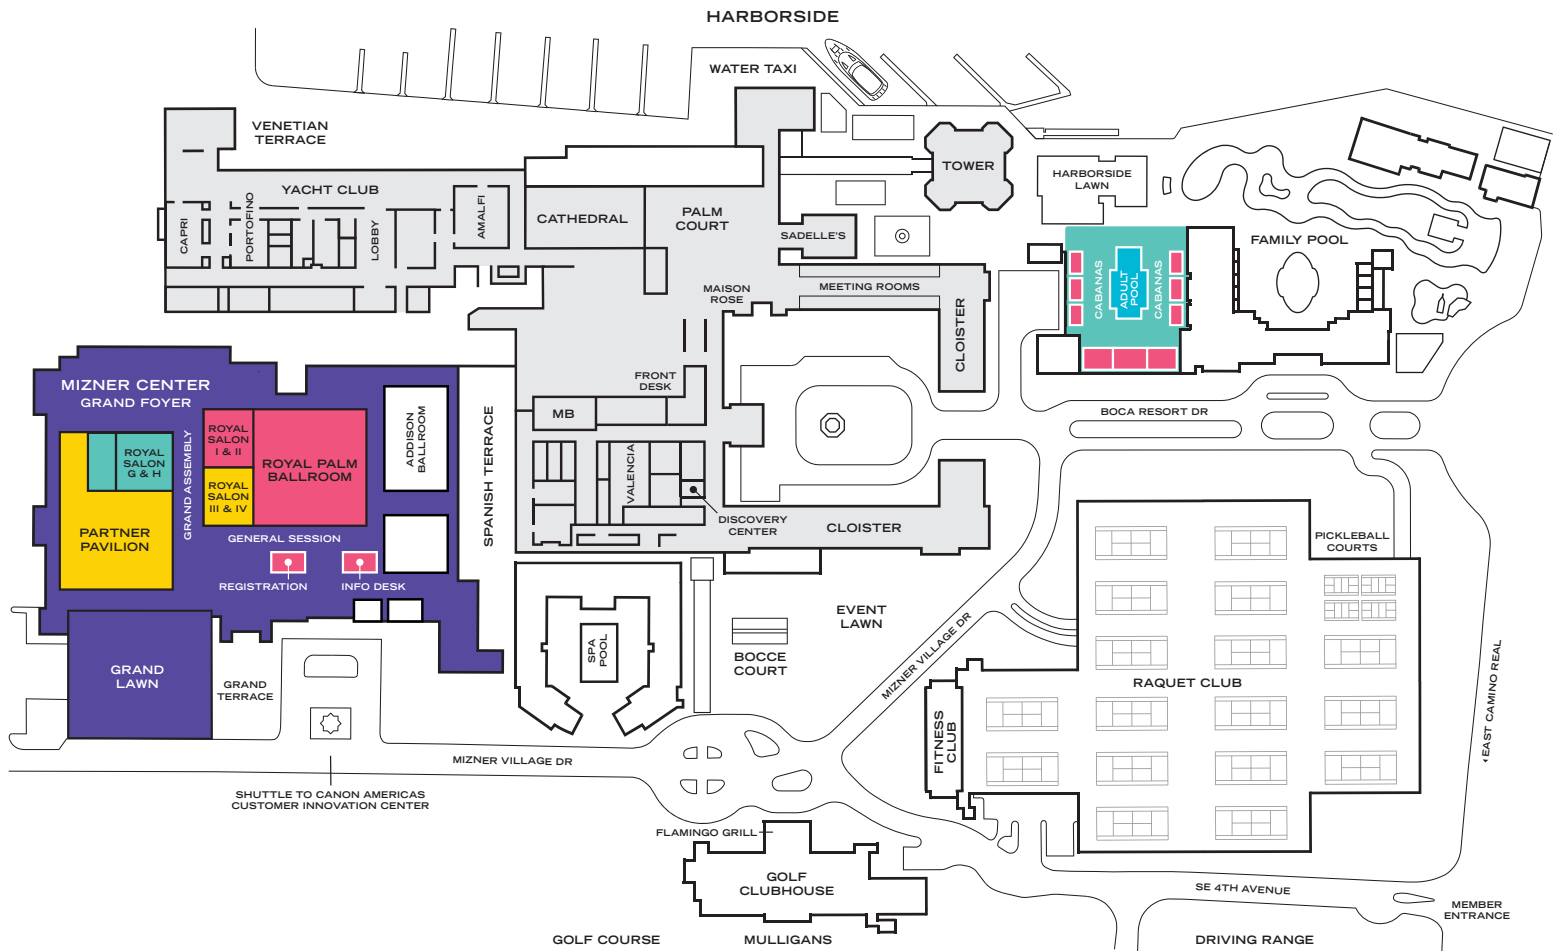 HARBORSIDE
WATER TAXI
VENETIAN
TERRACE
TOWER
HARBORSIDE
LAWN
YACHT CLUB
CAPRI
PORTOFINO
LOBBY
AMALFI
CATHEDRAL
PALM
COURT
SADELLE'S
FAMILY POOL
CABANAS
ADULT
POOL
CABANAS
MEETING ROOMS
MAISON
ROSE
CLOISTER
FRONT
DESK
MB
BOCA RESORT DR
MIZNER CENTER
GRAND FOYER
ROYAL
SALON
G & H
GRAND ASSEMBLY
ROYAL
SALON
I & II
ROYAL PALM
BALLROOM
ADDISON
BALLROOM
SPANISH TERRACE
VALENCIA
ROYAL
SALON
III & IV
PARTNER
PAVILION
GENERAL SESSION
REGISTRATION
INFO DESK
DISCOVERY
CENTER
CLOISTER
PICKLEBALL
COURTS
EVENT
LAWN
SPA
POOL
BOCCE
COURT
MIZNER VILLAGE DR
RAQUET CLUB
EAST CAMINO REAL
GRAND
LAWN
GRAND
TERRACE
FITNESS
CLUB
MIZNER VILLAGE DR
SHUTTLE TO CANON AMERICAS
CUSTOMER INNOVATION CENTER
FLAMINGO GRILL
GOLF
CLUBHOUSE
SE 4TH AVENUE
MEMBER
ENTRANCE
GOLF COURSE
MULLIGANS
DRIVING RANGE